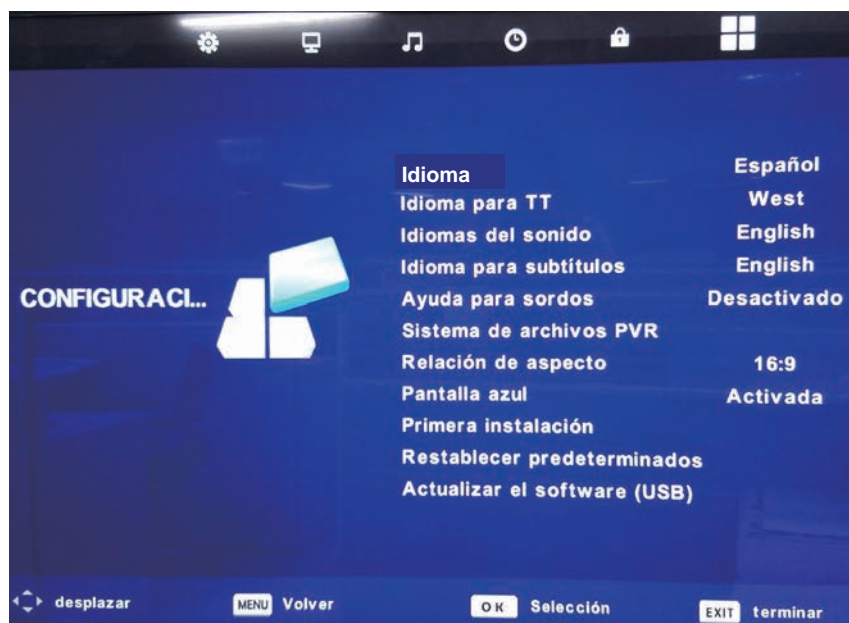 Idioma Español
Idioma para TT West
Idiomas del sonido English
Idioma para subtítulos English
CONFIGURACI...
Ayuda para sordos Desactivado
Sistema de archivos PVR
Relación de aspecto 16:9
Pantalla azul Activada
Primera instalación
Restablecer predeterminados
Actualizar el software (USB)
desplazar MENU Volver OK Selección EXIT terminar